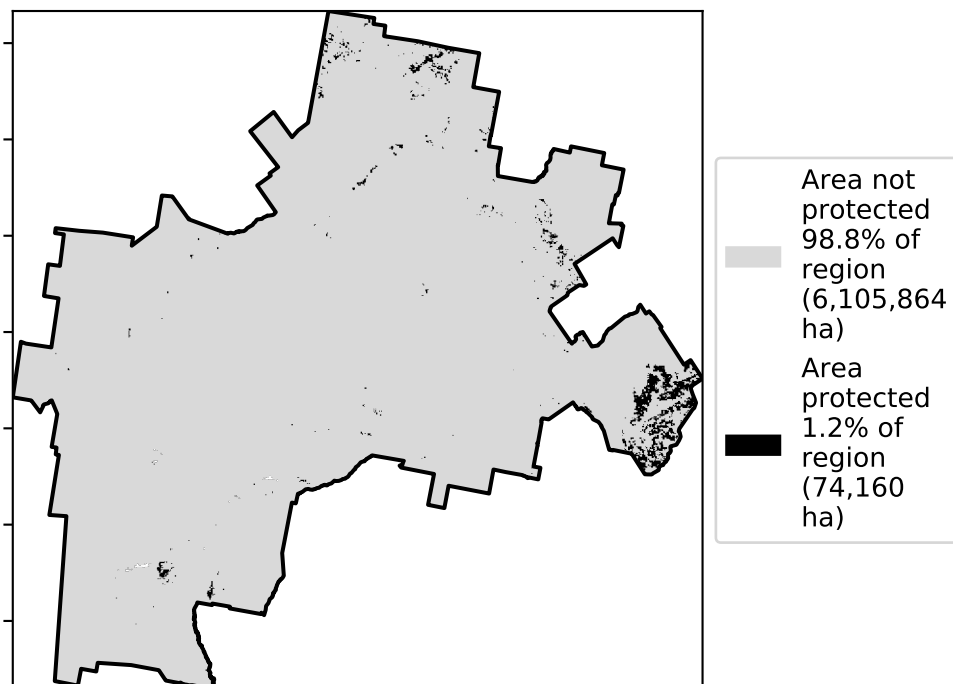 Area not
protected
98.8% of
region
(6,105,864
ha)
Area
protected
1.2% of
region
(74,160
ha)